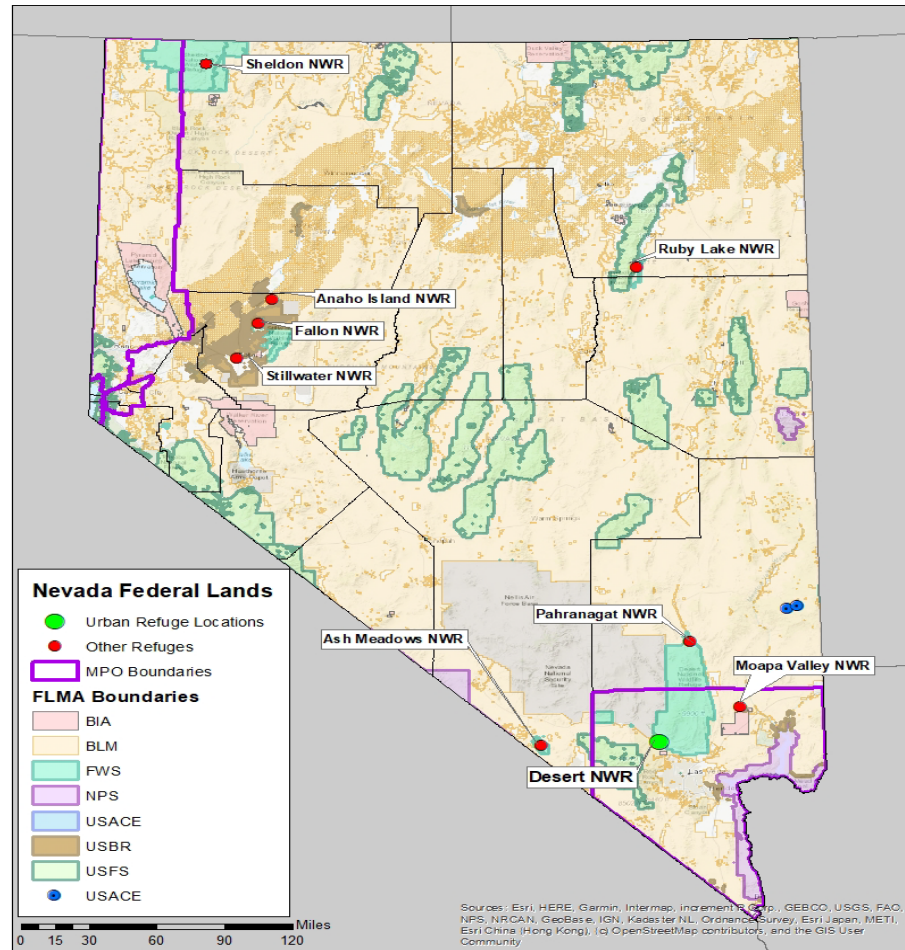 Sheldon NWR
Ruby Lake NWR
Anaho Island NWR
Fallon NWR
Stillwater NWR
Pahranagat NWR
Ash Meadows NWR
Moapa Valley NWR
Desert NWR
Nevada
National
Security
Nevada Federal Lands
Urban Refuge Locations
Other Refuges
MPO Boundaries
FLMA Boundaries
BIA
BLM
FWS
NPS
USACE
USBR
USFS
USACE
Miles
0 15 30 60 90 120
Sources: Esri, HERE, Garmin, Intermap, increment P Corp., GEBCO, USGS, FAO,
NPS, NRCAN, GeoBase, IGN, Kadaster NL, Ordnance Survey, Esri Japan, METI,
Esri China (Hong Kong), (c) OpenStreetMap contributors, and the GIS User
Community